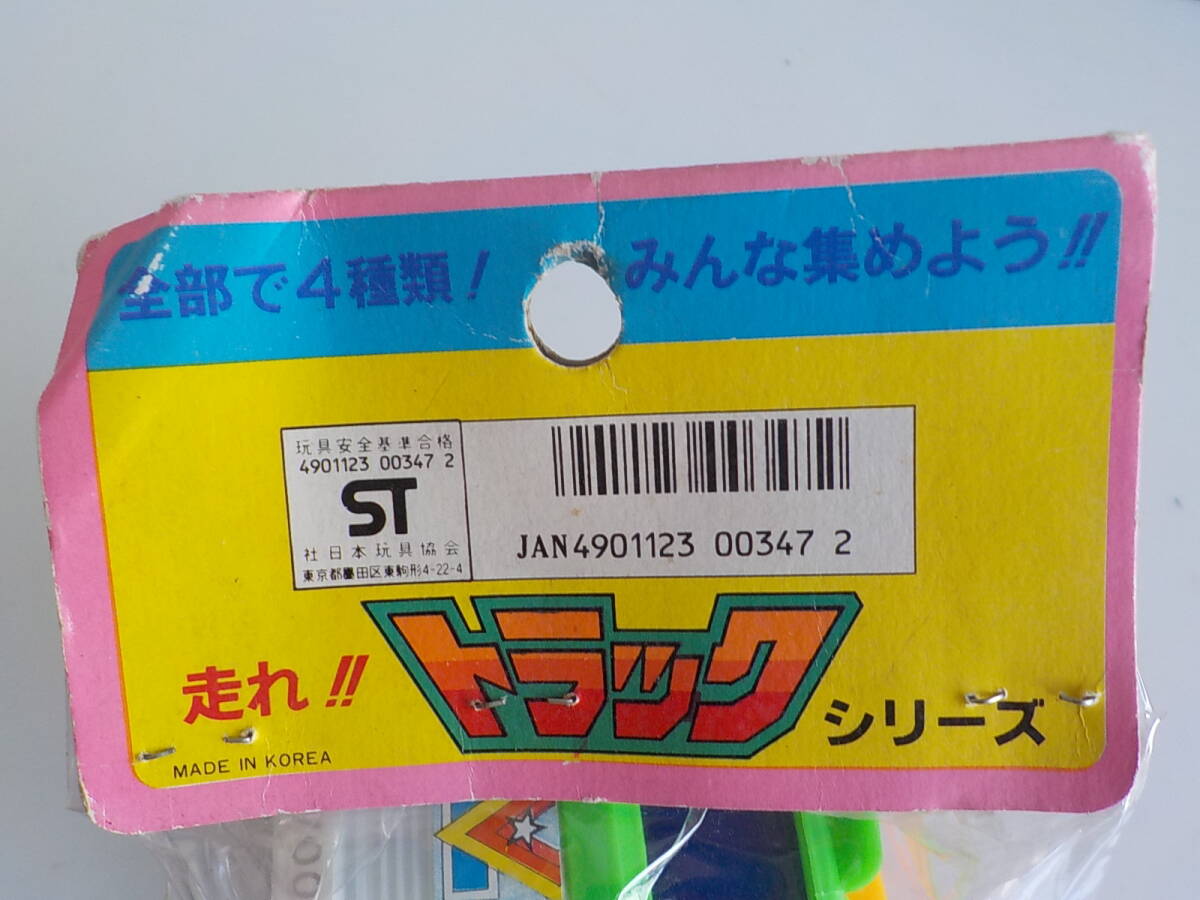 全部で4種類!
みんな集めよう!!
玩具安全基準合格
4901123 00347 2
ST
社日本玩具協会
東京都墨田区東駒形4-22-4
JAN4901123 00347 2
走れ!!
トラック
シリーズ
MADE IN KOREA